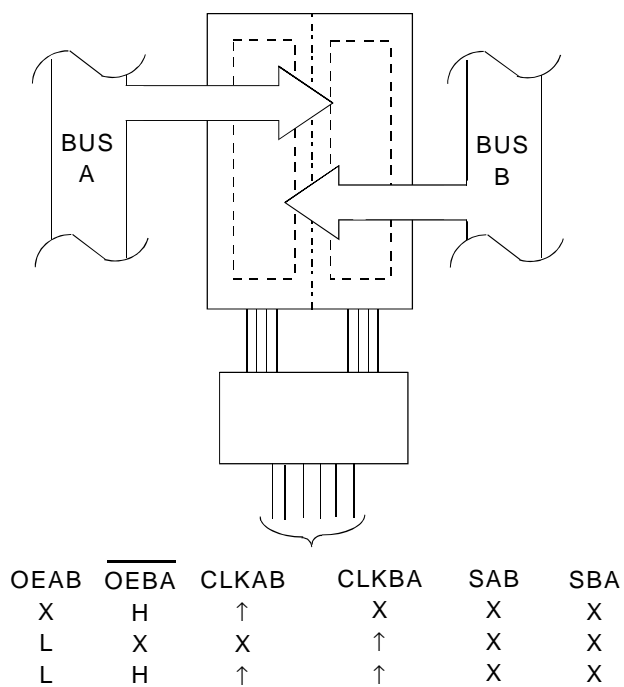 BUS
A
BUS
B
OEAB OEBA CLKAB CLKBA SAB SBA
X H ↑ X X X
L X X ↑ X X
L H ↑ ↑ X X